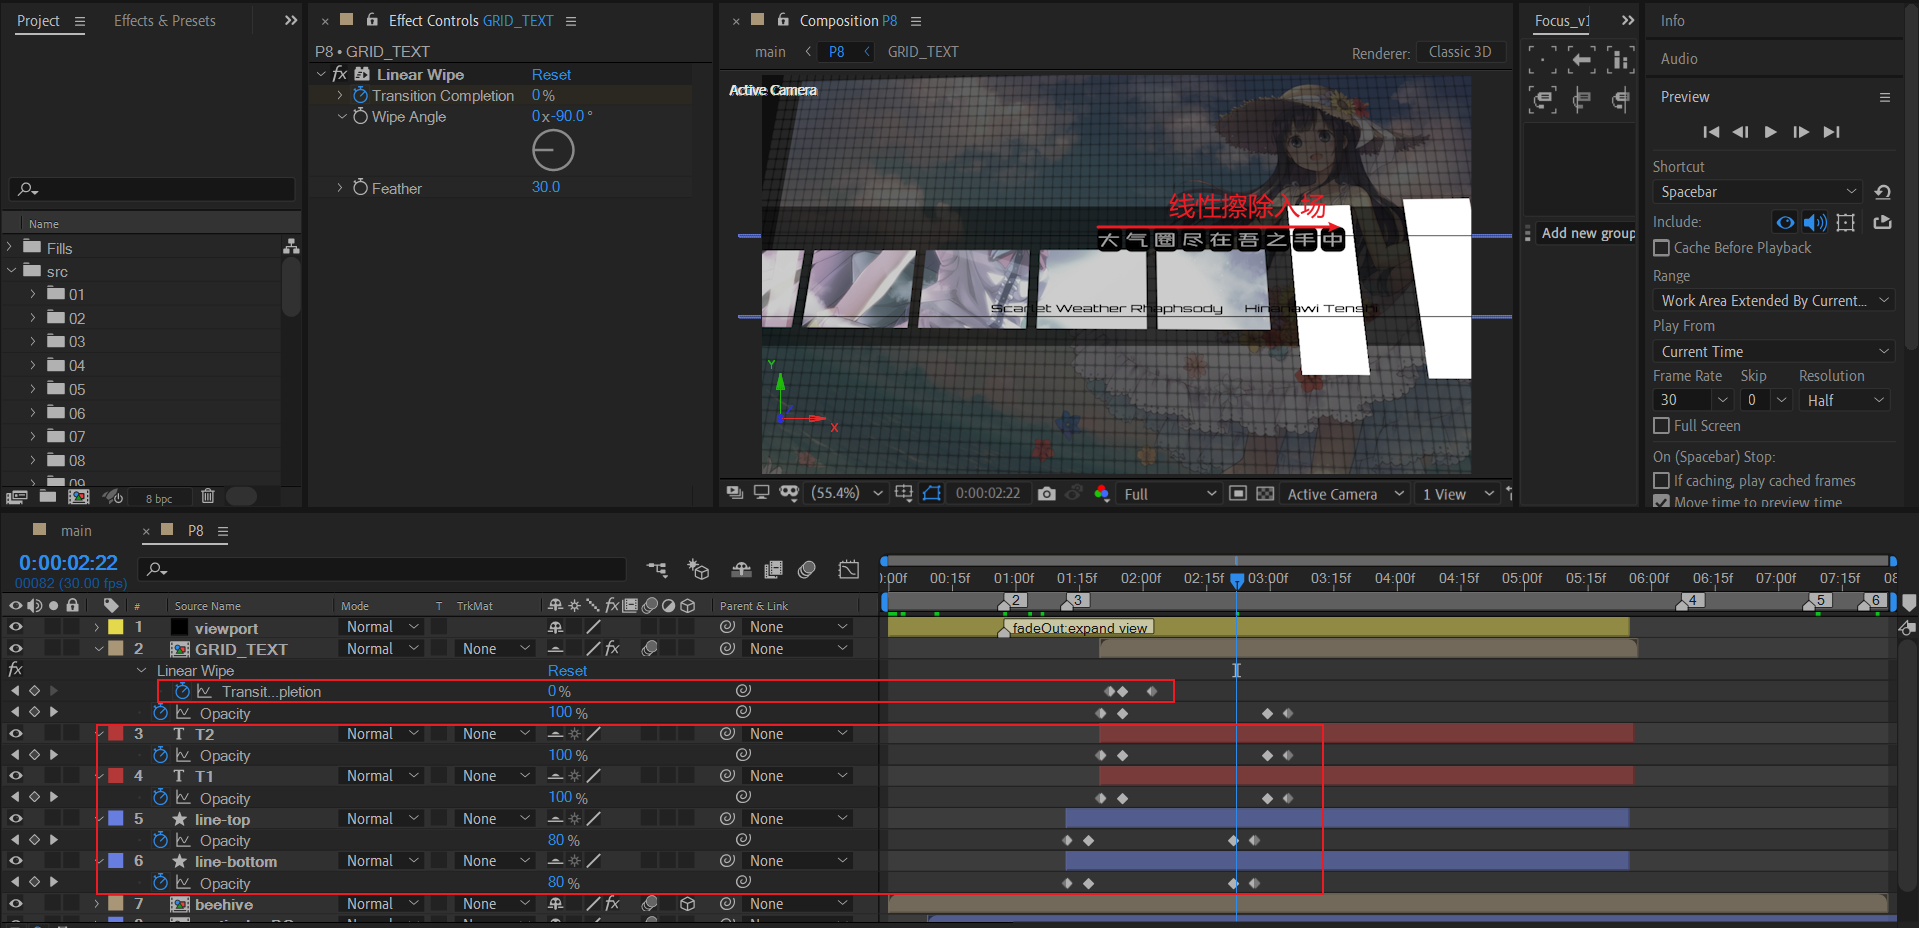 Project
Effects & Presets
Effect Controls GRID_TEXT
P8 • GRID_TEXT
fx Linear Wipe Reset
Transition Completion 0 %
Wipe Angle 0x-90.0 °
Feather 30.0
Name
Fills
src
01
02
03
04
05
06
07
08
09
8 bpc
Composition P8
main P8 GRID_TEXT
Renderer: Classic 3D
Active Camera
线性擦除入场
大气圈尽在吾之手中
Scarlet Weather Rhapsody Hinanawi Tenshi
Y
Z
X
(55.4%) 0:00:02:22 Full Active Camera 1 View
Focus_v1
Add new group
Info
Audio
Preview
Shortcut
Spacebar
Include:
Cache Before Playback
Range
Work Area Extended By Current...
Play From
Current Time
Frame Rate Skip Resolution
30 0 Half
Full Screen
On (Spacebar) Stop:
If caching, play cached frames
Move time to preview time
main P8
0:00:02:22
00082 (30.00 fps)
:00f 00:15f 01:00f 01:15f 02:00f 02:15f 03:00f 03:15f 04:00f 04:15f 05:00f 05:15f 06:00f 06:15f 07:00f 07:15f 08
2 3 4 5 6
# Source Name Mode T TrkMat fx Parent & Link
1 viewport Normal None
fadeOut:expand view
2 GRID_TEXT Normal None fx None
fx Linear Wipe Reset
Transit...pletion 0 %
Opacity 100 %
3 T T2 Normal None None
Opacity 100 %
4 T T1 Normal None None
Opacity 100 %
5 line-top Normal None None
Opacity 80 %
6 line-bottom Normal None None
Opacity 80 %
7 beehive Normal None fx None